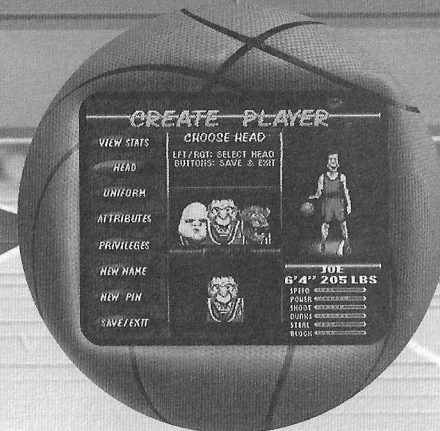 CREATE PLAYER
VIEW STATS
HEAD
UNIFORM
ATTRIBUTES
PRIVILEGES
NEW NAME
NEW PIN
SAVE/EXIT
CHOOSE HEAD
LFT/RGT: SELECT HEAD
BUTTONS: SAVE & EXIT
JOE
6'4" 205 LBS
SPEED
POWER
SHOOT
DUNKS
STEAL
BLOCK